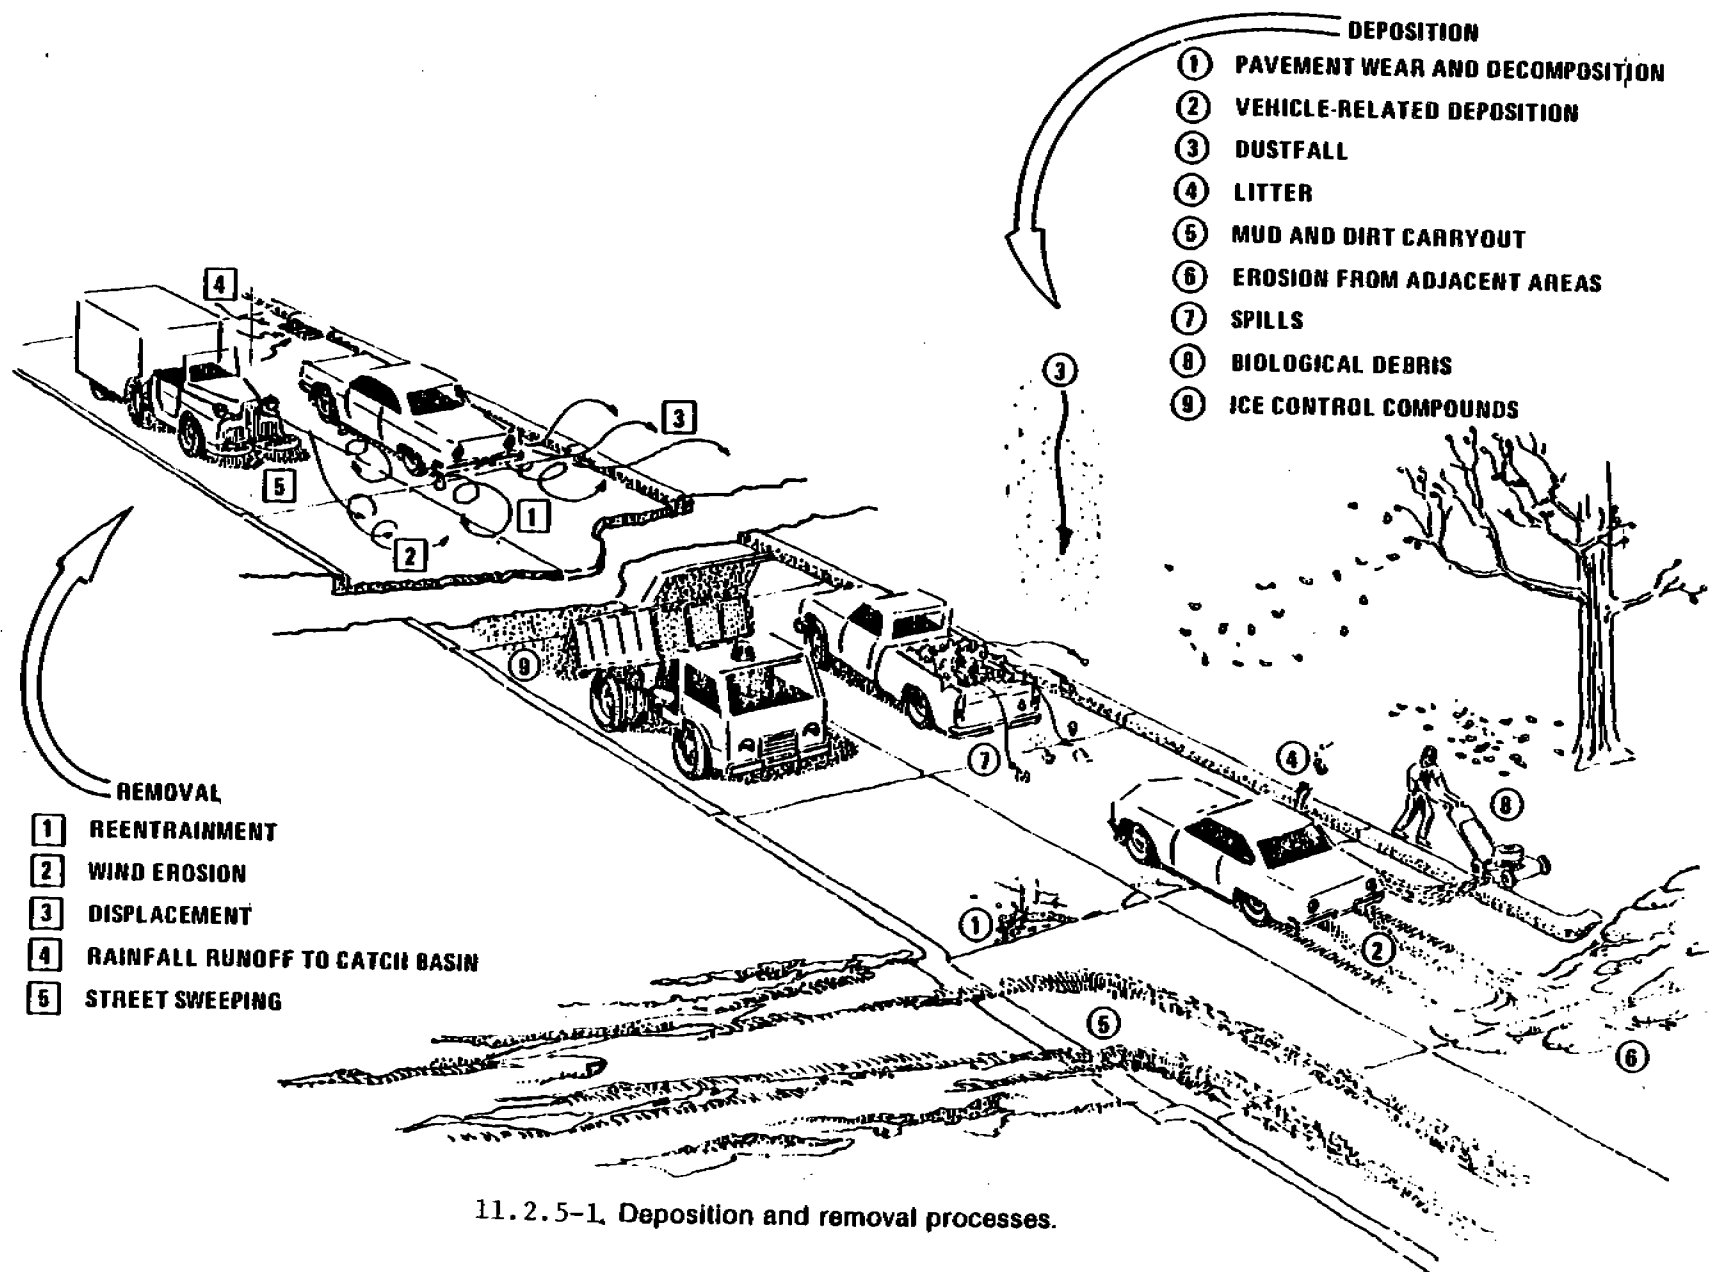 DEPOSITION
1 PAVEMENT WEAR AND DECOMPOSITION
2 VEHICLE-RELATED DEPOSITION
3 DUSTFALL
4 LITTER
5 MUD AND DIRT CARRYOUT
6 EROSION FROM ADJACENT AREAS
7 SPILLS
8 BIOLOGICAL DEBRIS
9 ICE CONTROL COMPOUNDS
4
3
3
5
1
2
9
7
4
8
1
2
5
6
REMOVAL
1 REENTRAINMENT
2 WIND EROSION
3 DISPLACEMENT
4 RAINFALL RUNOFF TO CATCH BASIN
5 STREET SWEEPING
11.2.5-1. Deposition and removal processes.